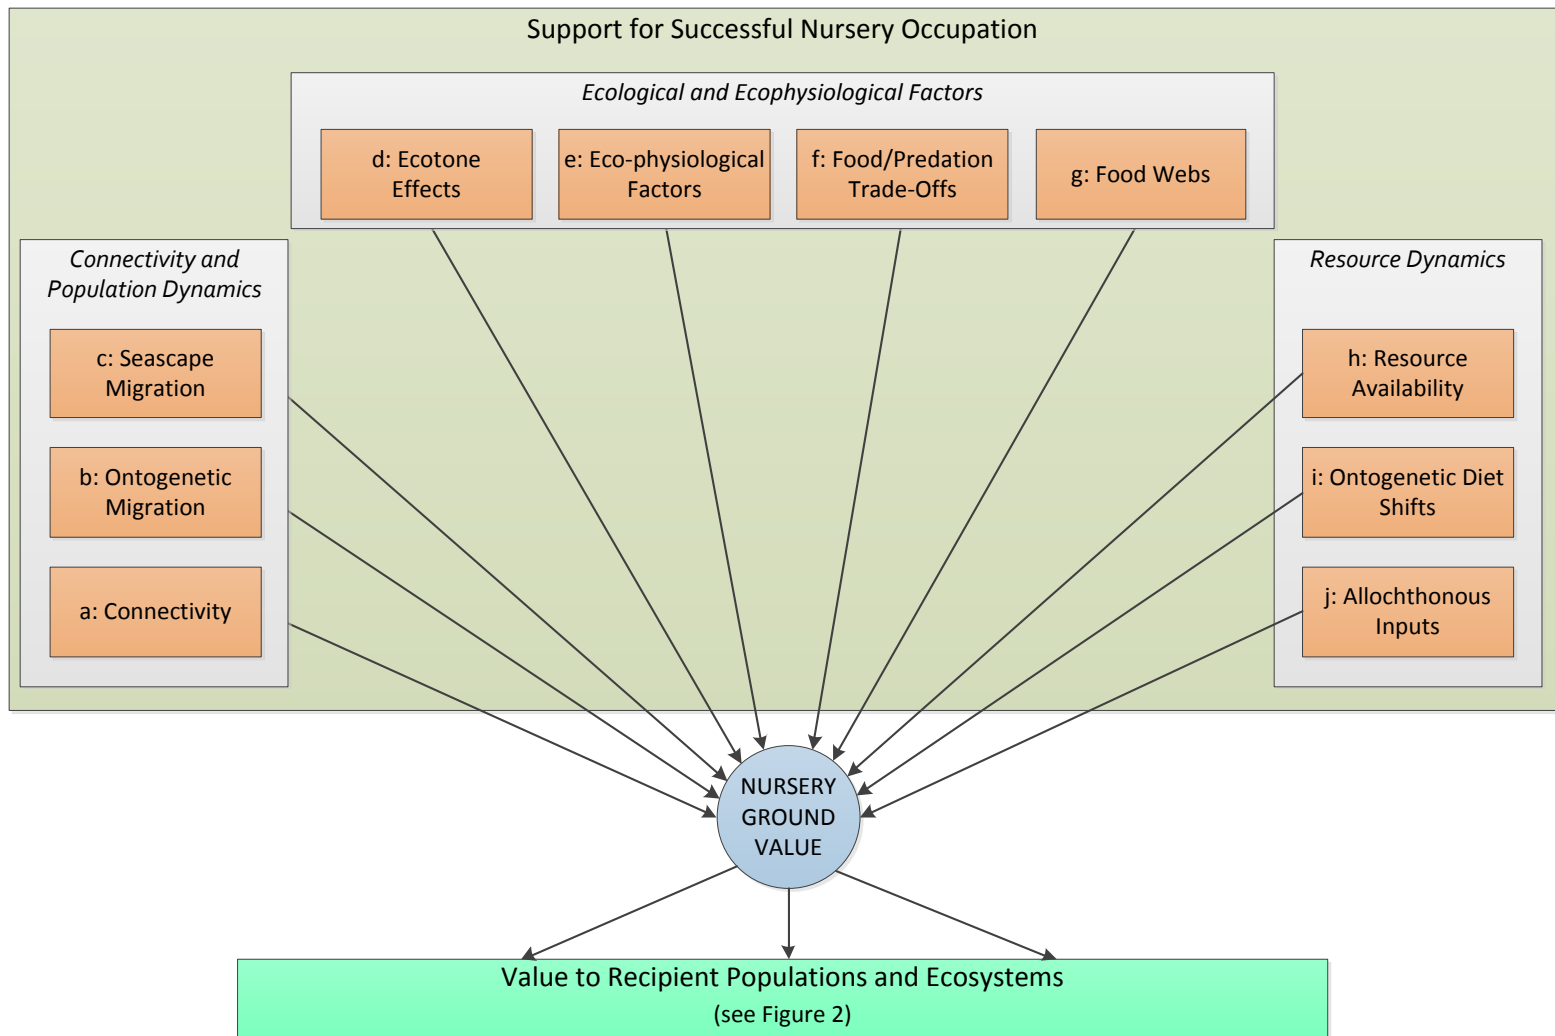 Support for Successful Nursery Occupation
Ecological and Ecophysiological Factors
d: Ecotone
Effects
e: Eco-physiological
Factors
f: Food/Predation
Trade-Offs
g: Food Webs
Connectivity and
Population Dynamics
c: Seascape
Migration
b: Ontogenetic
Migration
a: Connectivity
Resource Dynamics
h: Resource
Availability
i: Ontogenetic Diet
Shifts
j: Allochthonous
Inputs
NURSERY
GROUND
VALUE
Value to Recipient Populations and Ecosystems
(see Figure 2)